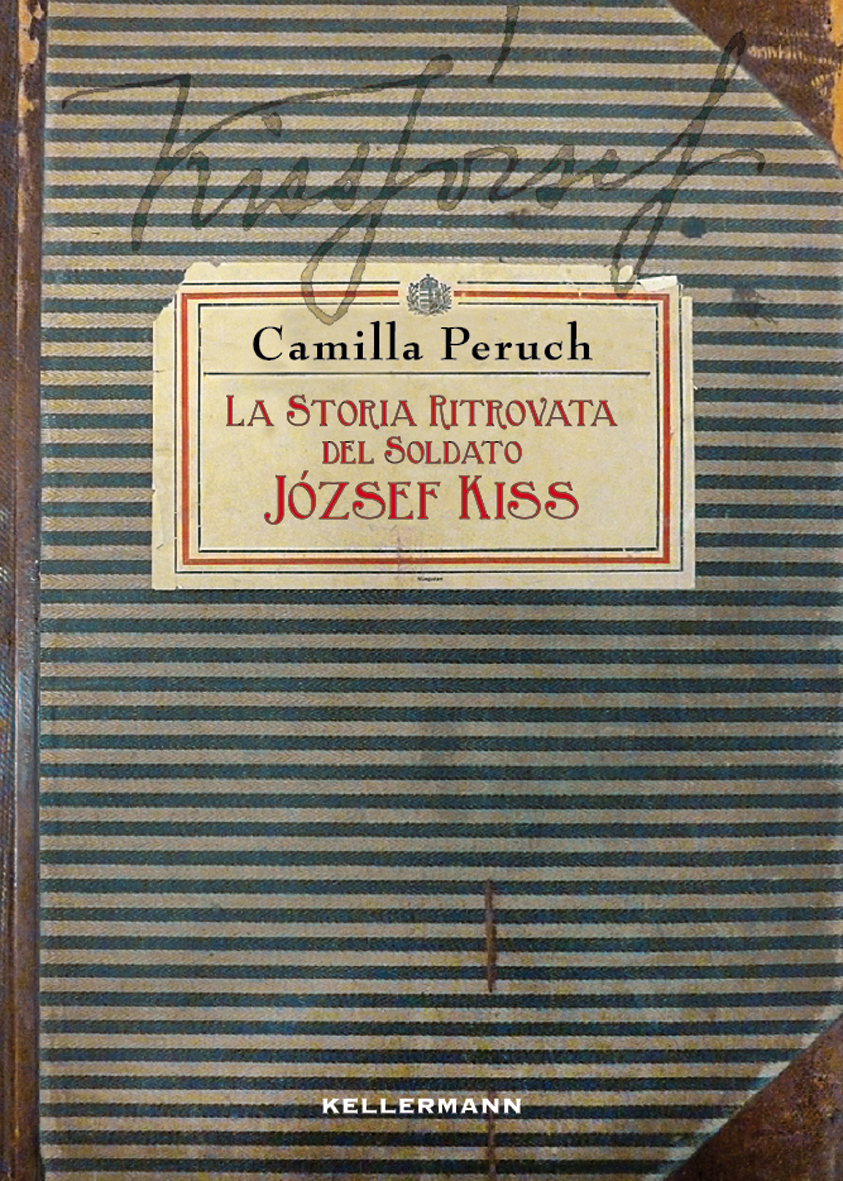 Kiss József
Camilla Peruch
LA STORIA RITROVATA
DEL SOLDATO
JÓZSEF KISS
KELLERMANN